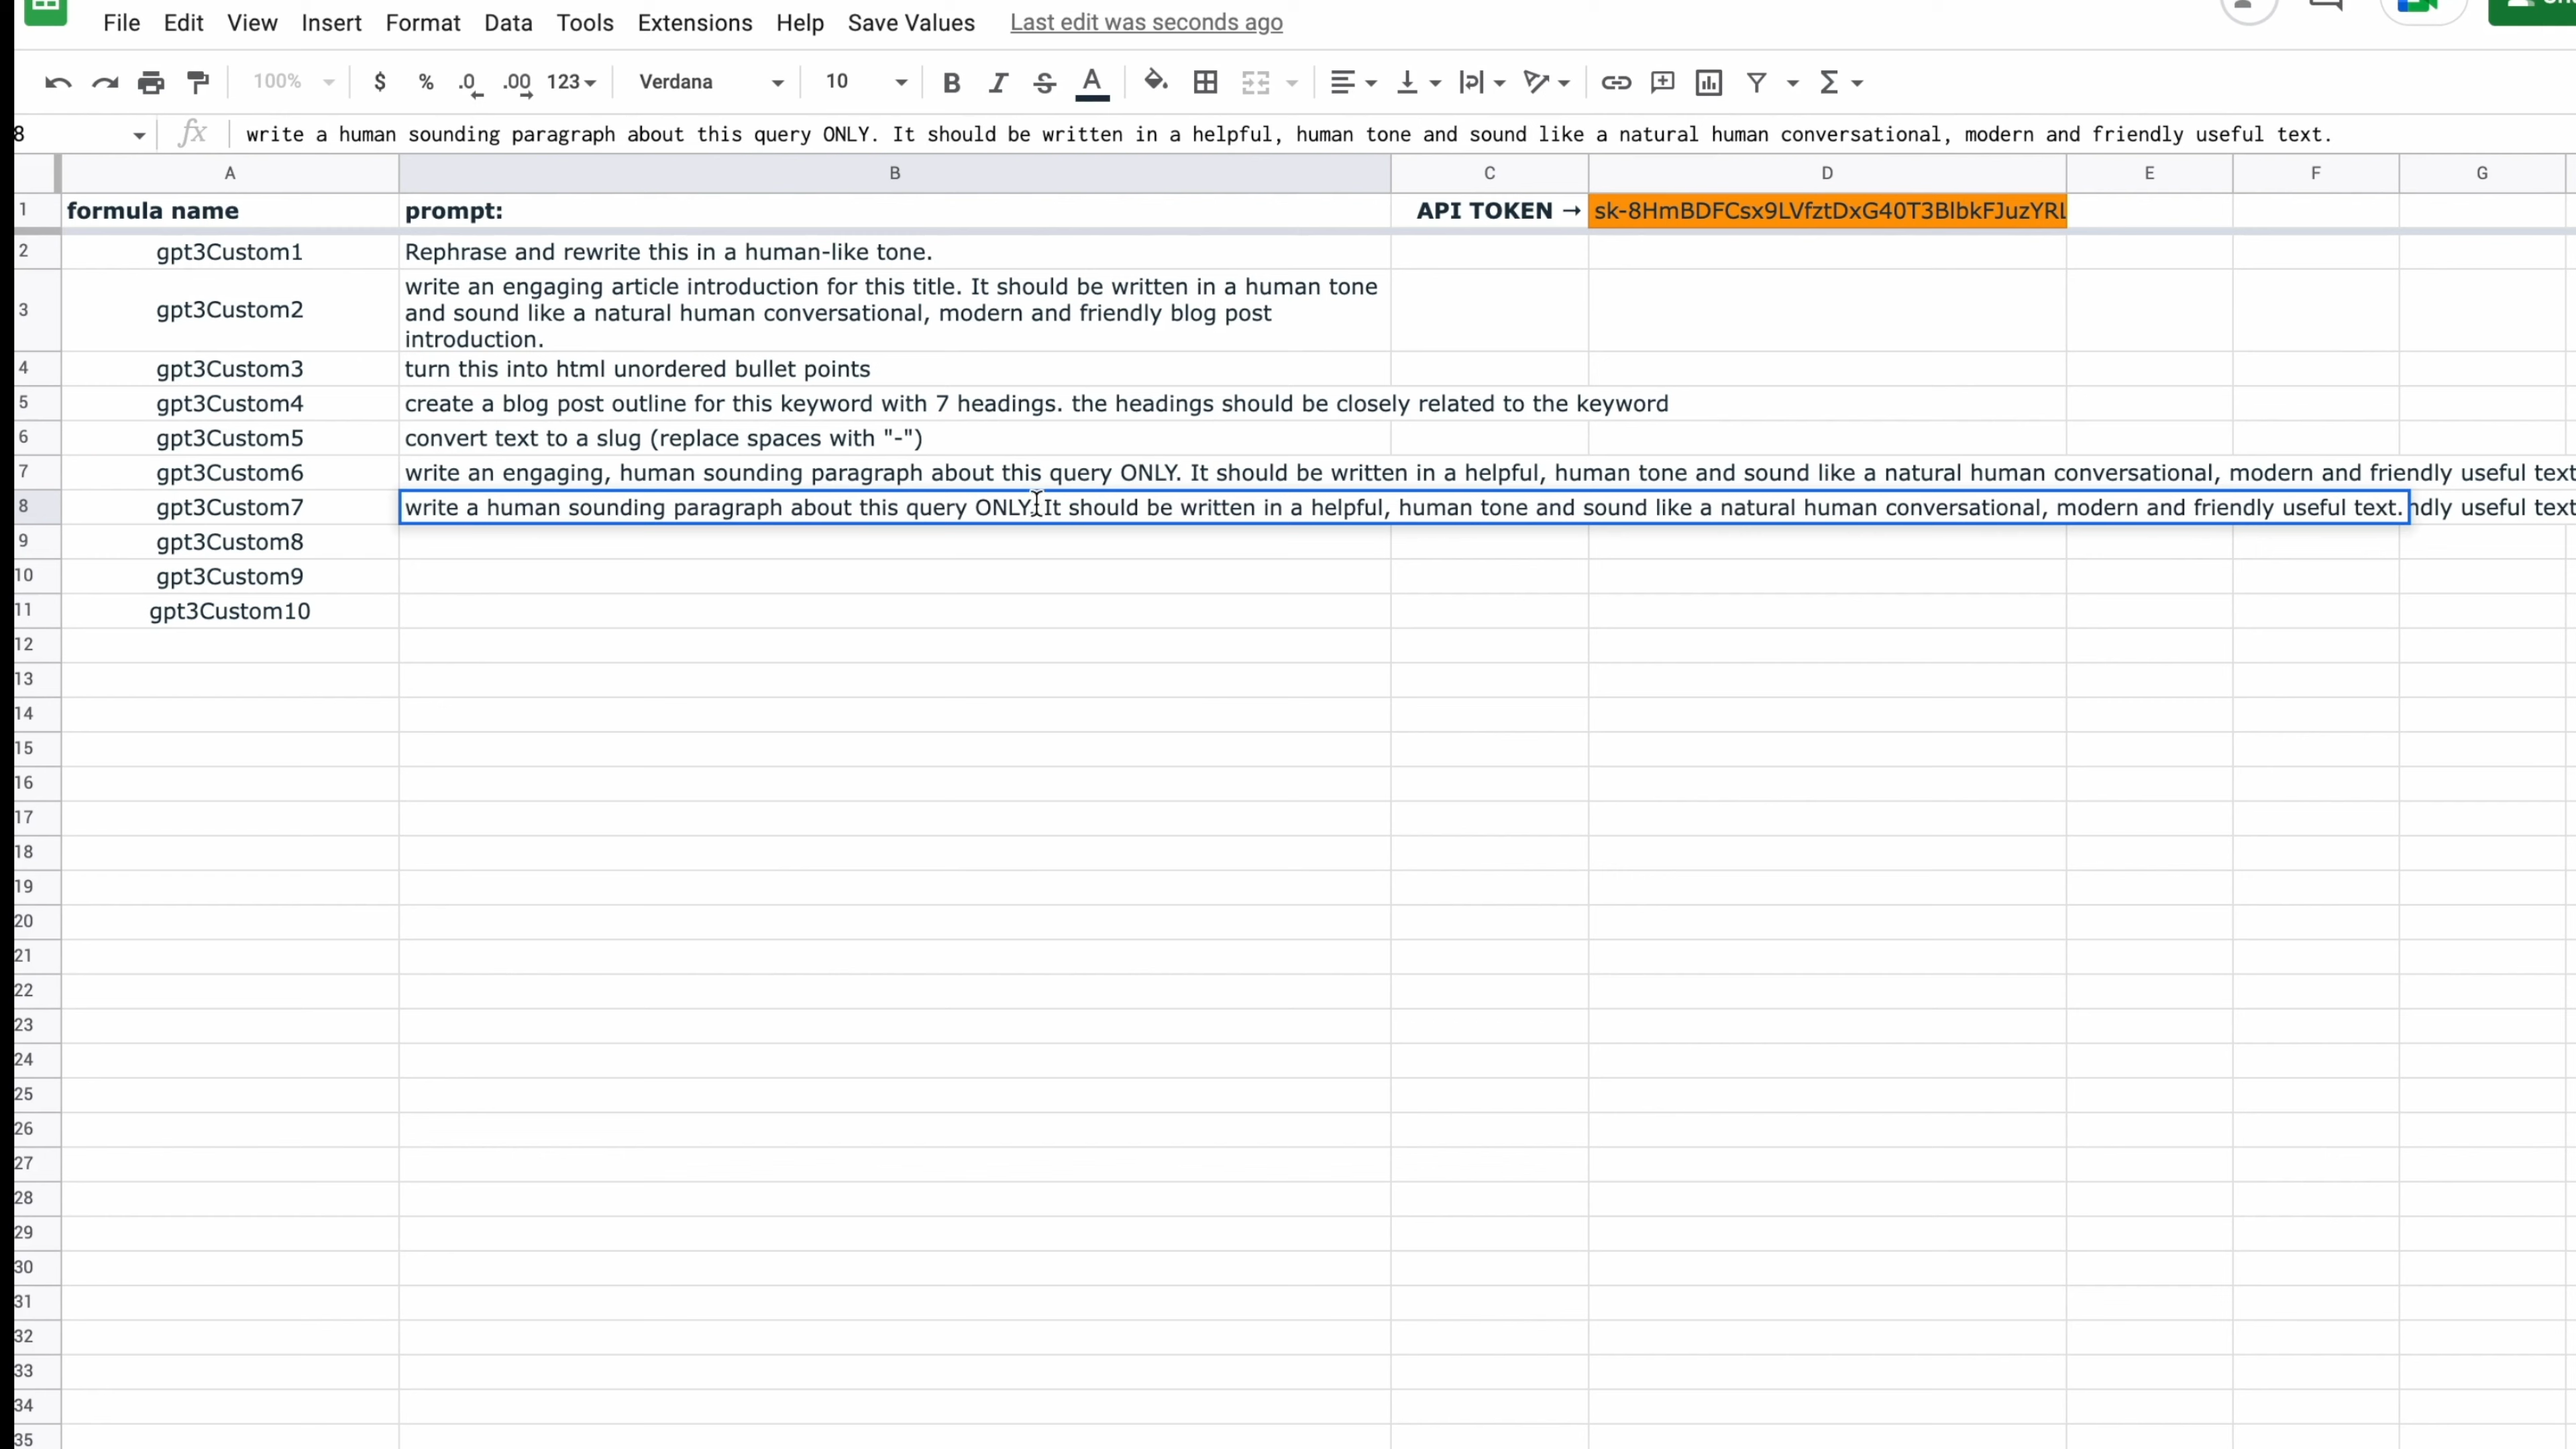 File Edit View Insert Format Data Tools Extensions Help Save Values Last edit was seconds ago
100% $ % .0 .00 123 Verdana 10 B I S A
8 fx write a human sounding paragraph about this query ONLY. It should be written in a helpful, human tone and sound like a natural human conversational, modern and friendly useful text.
A B C D E F G
1 formula name prompt: API TOKEN → sk-8HmBDFCsx9LVfztDxG40T3BlbkFJuzYRL
2 gpt3Custom1 Rephrase and rewrite this in a human-like tone.
write an engaging article introduction for this title. It should be written in a human tone
3 gpt3Custom2 and sound like a natural human conversational, modern and friendly blog post
introduction.
4 gpt3Custom3 turn this into html unordered bullet points
5 gpt3Custom4 create a blog post outline for this keyword with 7 headings. the headings should be closely related to the keyword
6 gpt3Custom5 convert text to a slug (replace spaces with "-")
7 gpt3Custom6 write an engaging, human sounding paragraph about this query ONLY. It should be written in a helpful, human tone and sound like a natural human conversational, modern and friendly useful text
8 gpt3Custom7 write a human sounding paragraph about this query ONLY. It should be written in a helpful, human tone and sound like a natural human conversational, modern and friendly useful text. ndly useful text
9 gpt3Custom8
10 gpt3Custom9
11 gpt3Custom10
12
13
14
15
16
17
18
19
20
21
22
23
24
25
26
27
28
29
30
31
32
33
34
35